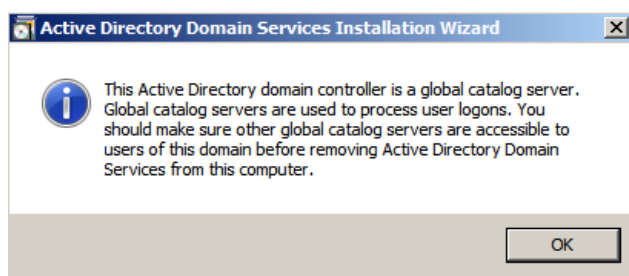 Active Directory Domain Services Installation Wizard
This Active Directory domain controller is a global catalog server.
Global catalog servers are used to process user logons. You
should make sure other global catalog servers are accessible to
users of this domain before removing Active Directory Domain
Services from this computer.
OK